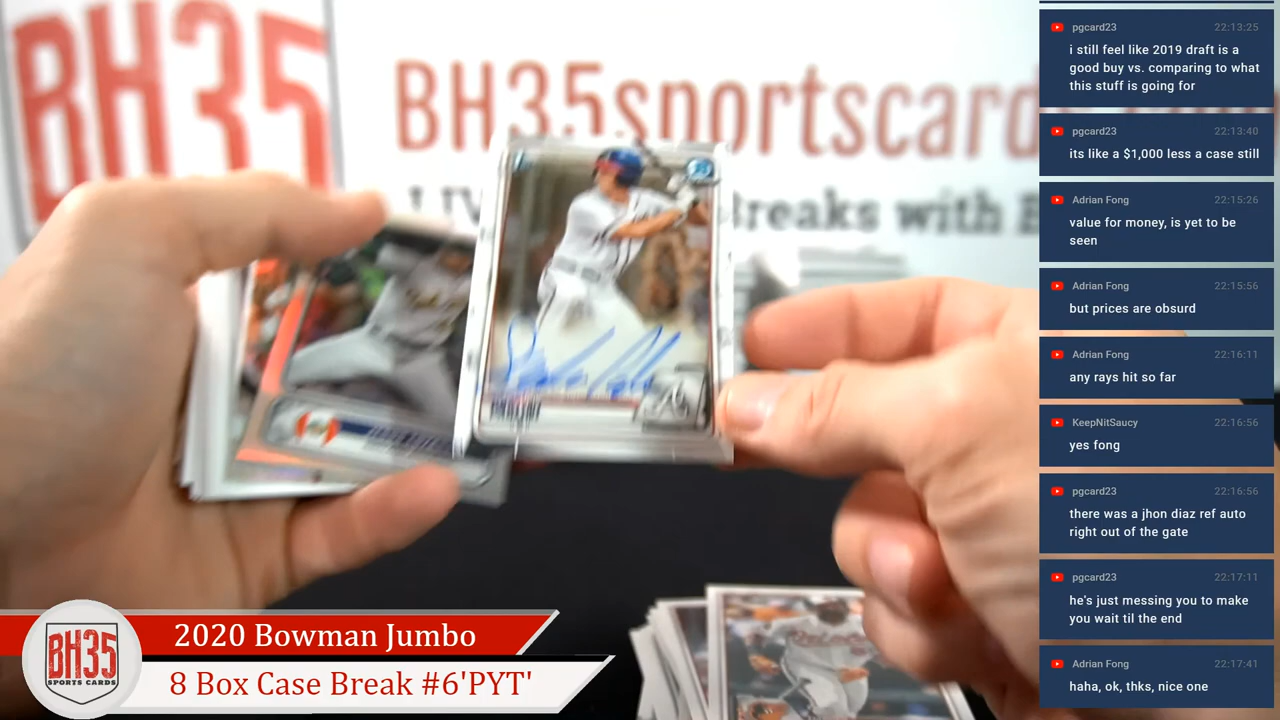 BH35
BH35sportscard
Breaks with
pgcard23 22:13:25
i still feel like 2019 draft is a
good buy vs. comparing to what
this stuff is going for
pgcard23 22:13:40
its like a $1,000 less a case still
Adrian Fong 22:15:26
value for money, is yet to be
seen
Adrian Fong 22:15:56
but prices are obsurd
Adrian Fong 22:16:11
any rays hit so far
KeepNitSaucy 22:16:56
yes fong
pgcard23 22:16:56
there was a jhon diaz ref auto
right out of the gate
pgcard23 22:17:11
he's just messing you to make
you wait til the end
Adrian Fong 22:17:41
haha, ok, thks, nice one
BH35
SPORTS CARDS
2020 Bowman Jumbo
8 Box Case Break #6'PYT'